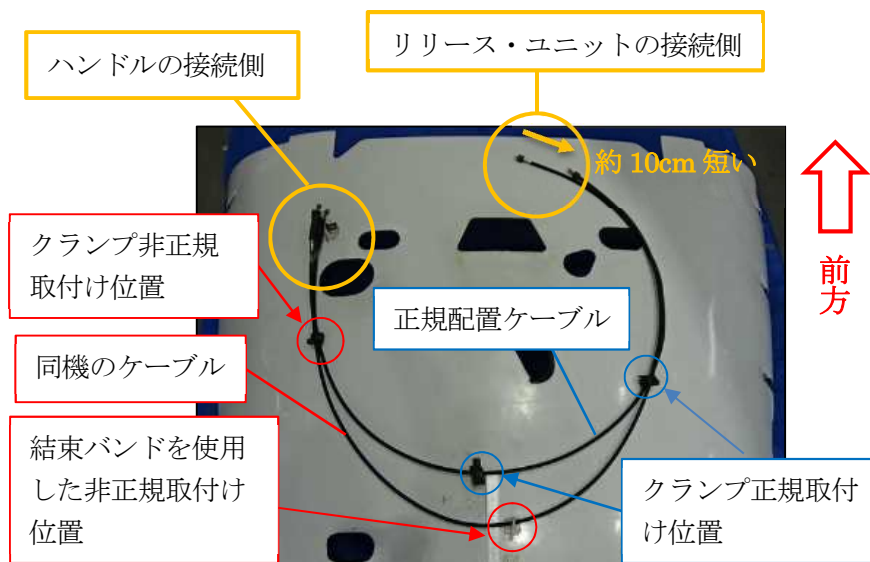 リリース・ユニットの接続側
ハンドルの接続側
約 10cm 短い
クランプ非正規
取付け位置
前方
正規配置ケーブル
同機のケーブル
結束バンドを使用
した非正規取付け
位置
クランプ正規取付
け位置